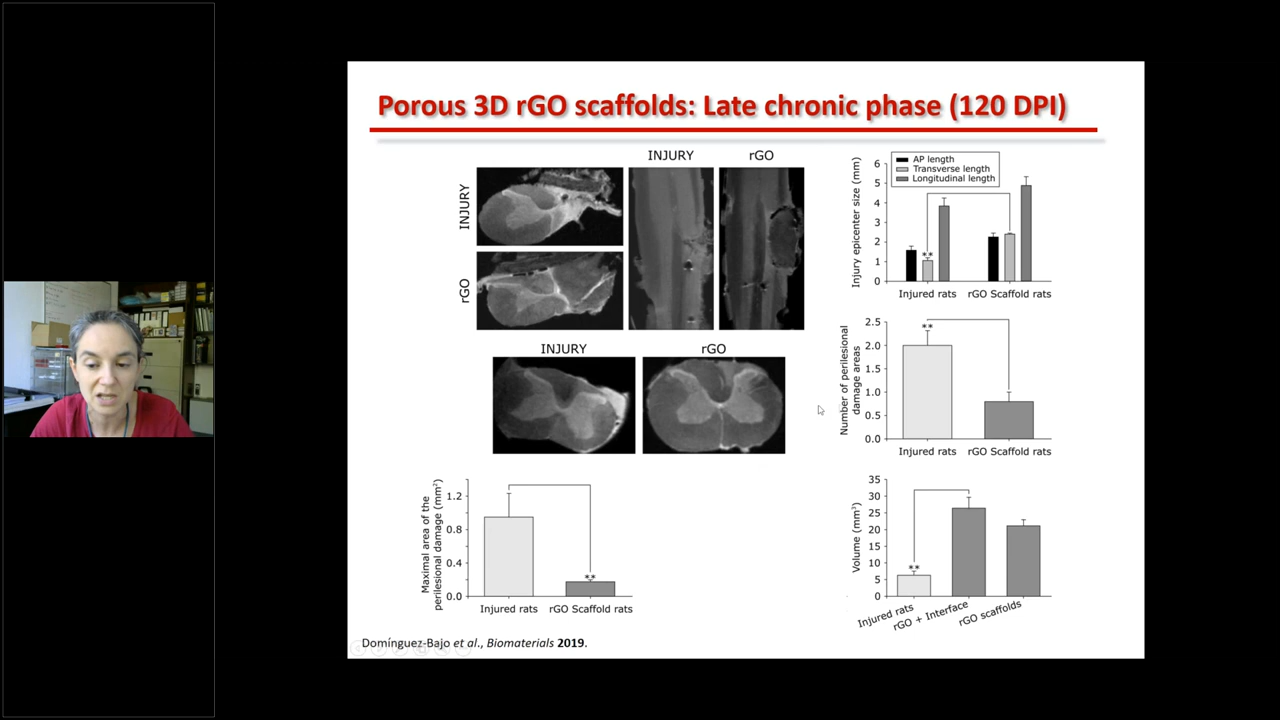 Porous 3D rGO scaffolds: Late chronic phase (120 DPI)
INJURY rGO
INJURY
rGO
INJURY rGO
Injury epicenter size (mm)
6
5
4
3
2
1
0
AP length
Transverse length
Longitudinal length
**
Injured rats rGO Scaffold rats
Number of perilesional
damage areas
2.5
2.0
1.5
1.0
0.5
0.0
**
Injured rats rGO Scaffold rats
Maximal area of the
perilesional damage (mm²)
1.2
0.8
0.4
0.0
**
Injured rats rGO Scaffold rats
Volume (mm³)
35
30
25
20
15
10
5
0
**
Injured rats
rGO + Interface
rGO scaffolds
Domínguez-Bajo et al., Biomaterials 2019.